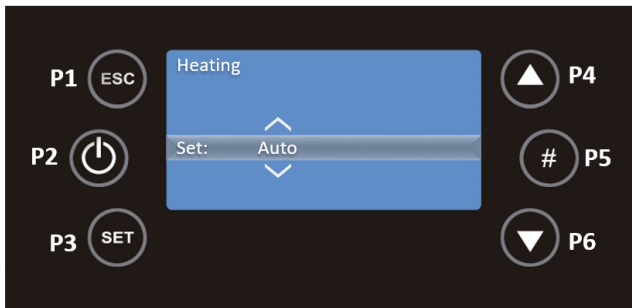 P1 ESC
Heating
P4
P2
Set: Auto
# P5
P3 SET
P6